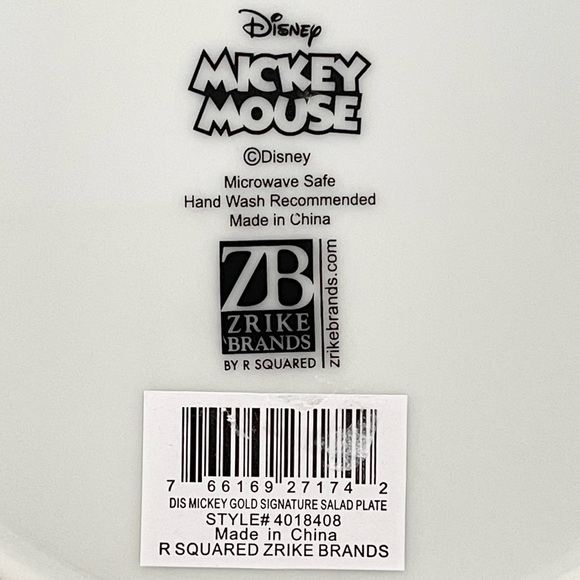 Disney
MICKEY
MOUSE
©Disney
Microwave Safe
Hand Wash Recommended
Made in China
ZB
ZRIKE
BRANDS
BY R SQUARED
zrikebrands.com
7 66169 27174 2
DIS MICKEY GOLD SIGNATURE SALAD PLATE
STYLE# 4018408
Made in China
R SQUARED ZRIKE BRANDS